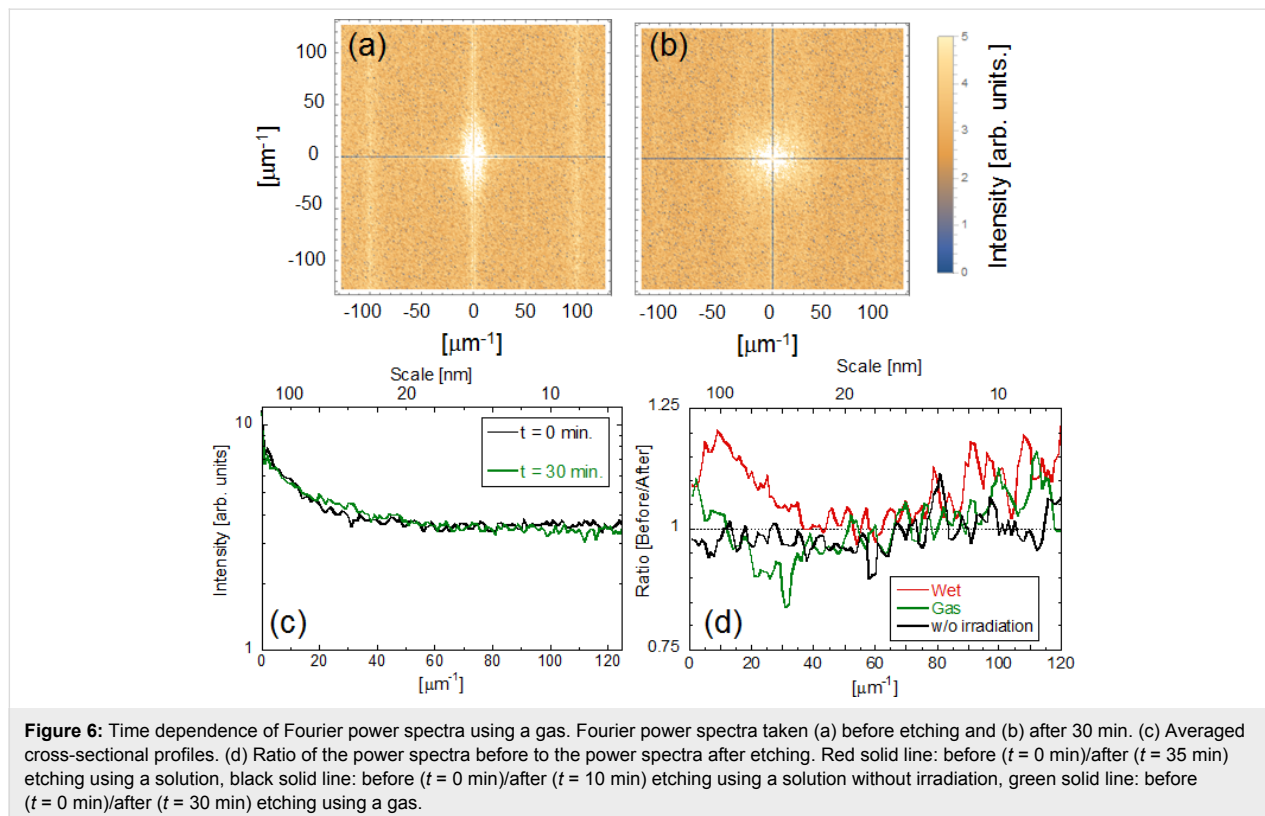 (a)
(b)
100
50
0
-50
-100
[µm-1]
-100 -50 0 50 100
[µm-1]
-100 -50 0 50 100
[µm-1]
5
4
3
2
1
0
Intensity [arb. units.]
Scale [nm]
100 20 10
10
1
Intensity [arb. units]
t = 0 min.
t = 30 min.
(c)
0 20 40 60 80 100 120
[µm-1]
Scale [nm]
100 20 10
1.25
1
0.75
Ratio [Before/After]
Wet
Gas
w/o irradiation
(d)
0 20 40 60 80 100 120
[µm-1]
Figure 6: Time dependence of Fourier power spectra using a gas. Fourier power spectra taken (a) before etching and (b) after 30 min. (c) Averaged
cross-sectional profiles. (d) Ratio of the power spectra before to the power spectra after etching. Red solid line: before (t = 0 min)/after (t = 35 min)
etching using a solution, black solid line: before (t = 0 min)/after (t = 10 min) etching using a solution without irradiation, green solid line: before
(t = 0 min)/after (t = 30 min) etching using a gas.